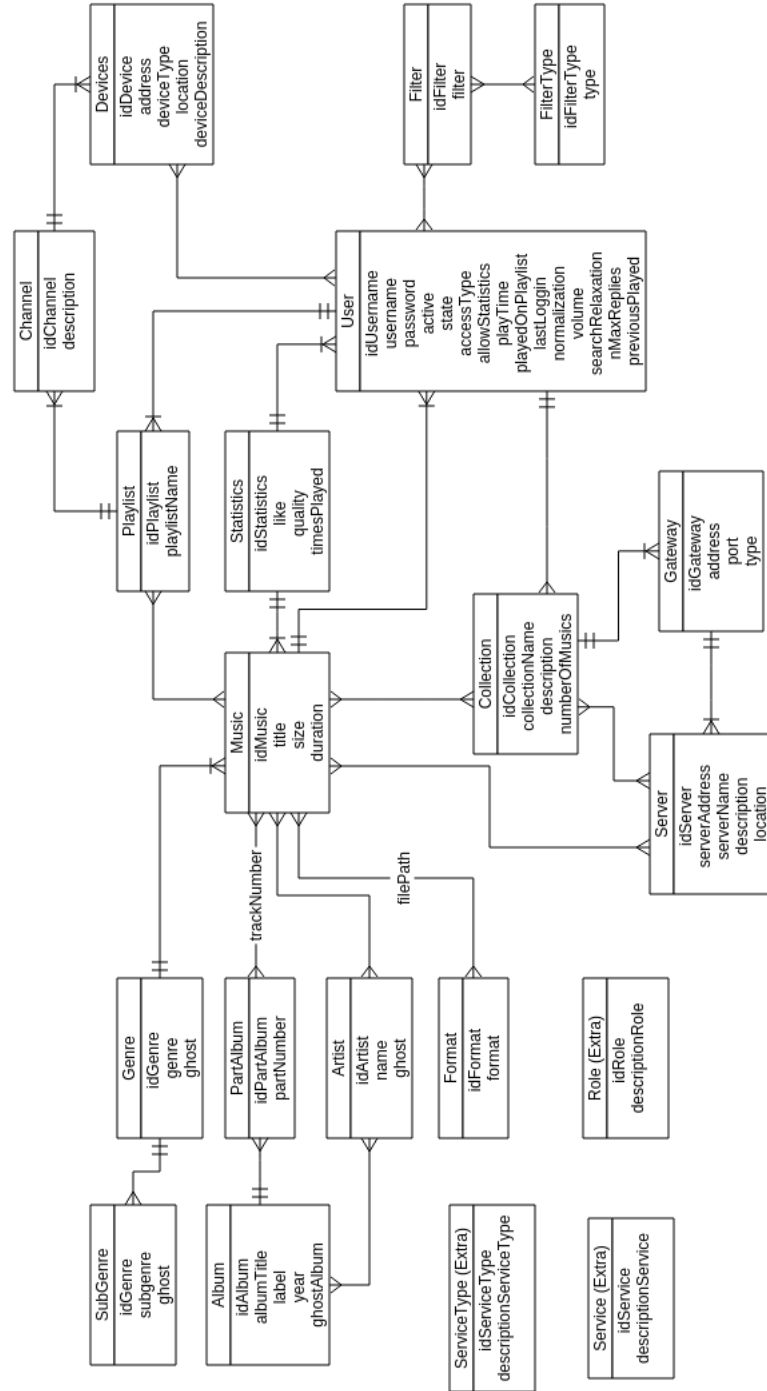 SubGenre
idGenre
subgenre
ghost
Genre
idGenre
genre
ghost
Playlist
idPlaylist
playlistName
Channel
idChannel
description
Devices
idDevice
address
deviceType
location
deviceDescription
Album
idAlbum
albumTitle
label
year
ghostAlbum
PartAlbum
idPartAlbum
partNumber
trackNumber
Music
idMusic
title
size
duration
Statistics
idStatistics
like
quality
timesPlayed
User
idUsername
username
password
active
state
accessType
allowStatistics
playTime
playedOnPlaylist
lastLoggin
normalization
volume
searchRelaxation
nMaxReplies
previousPlayed
Filter
idFilter
filter
FilterType
idFilterType
type
Artist
idArtist
name
ghost
Format
idFormat
format
filePath
Collection
idCollection
collectionName
description
numberOfMusics
Gateway
idGateway
address
port
type
Server
idServer
serverAddress
serverName
description
location
ServiceType (Extra)
idServiceType
descriptionServiceType
Service (Extra)
idService
descriptionService
Role (Extra)
idRole
descriptionRole